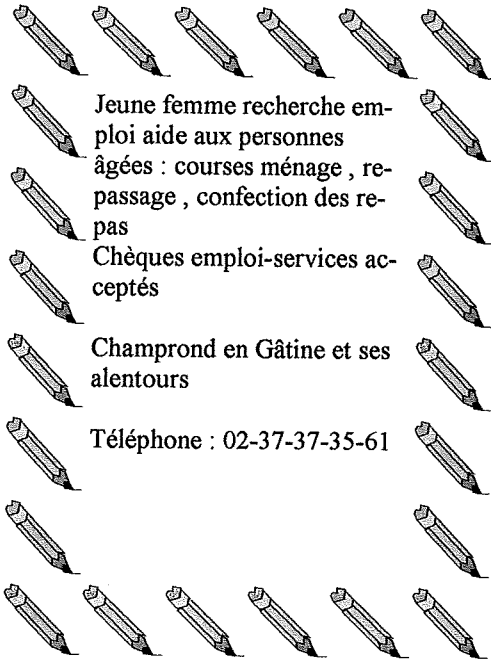 Jeune femme recherche em-
ploi aide aux personnes
âgées : courses ménage , re-
passage , confection des re-
pas
Chèques emploi-services ac-
ceptés
Champrond en Gâtine et ses
alentours
Téléphone : 02-37-37-35-61